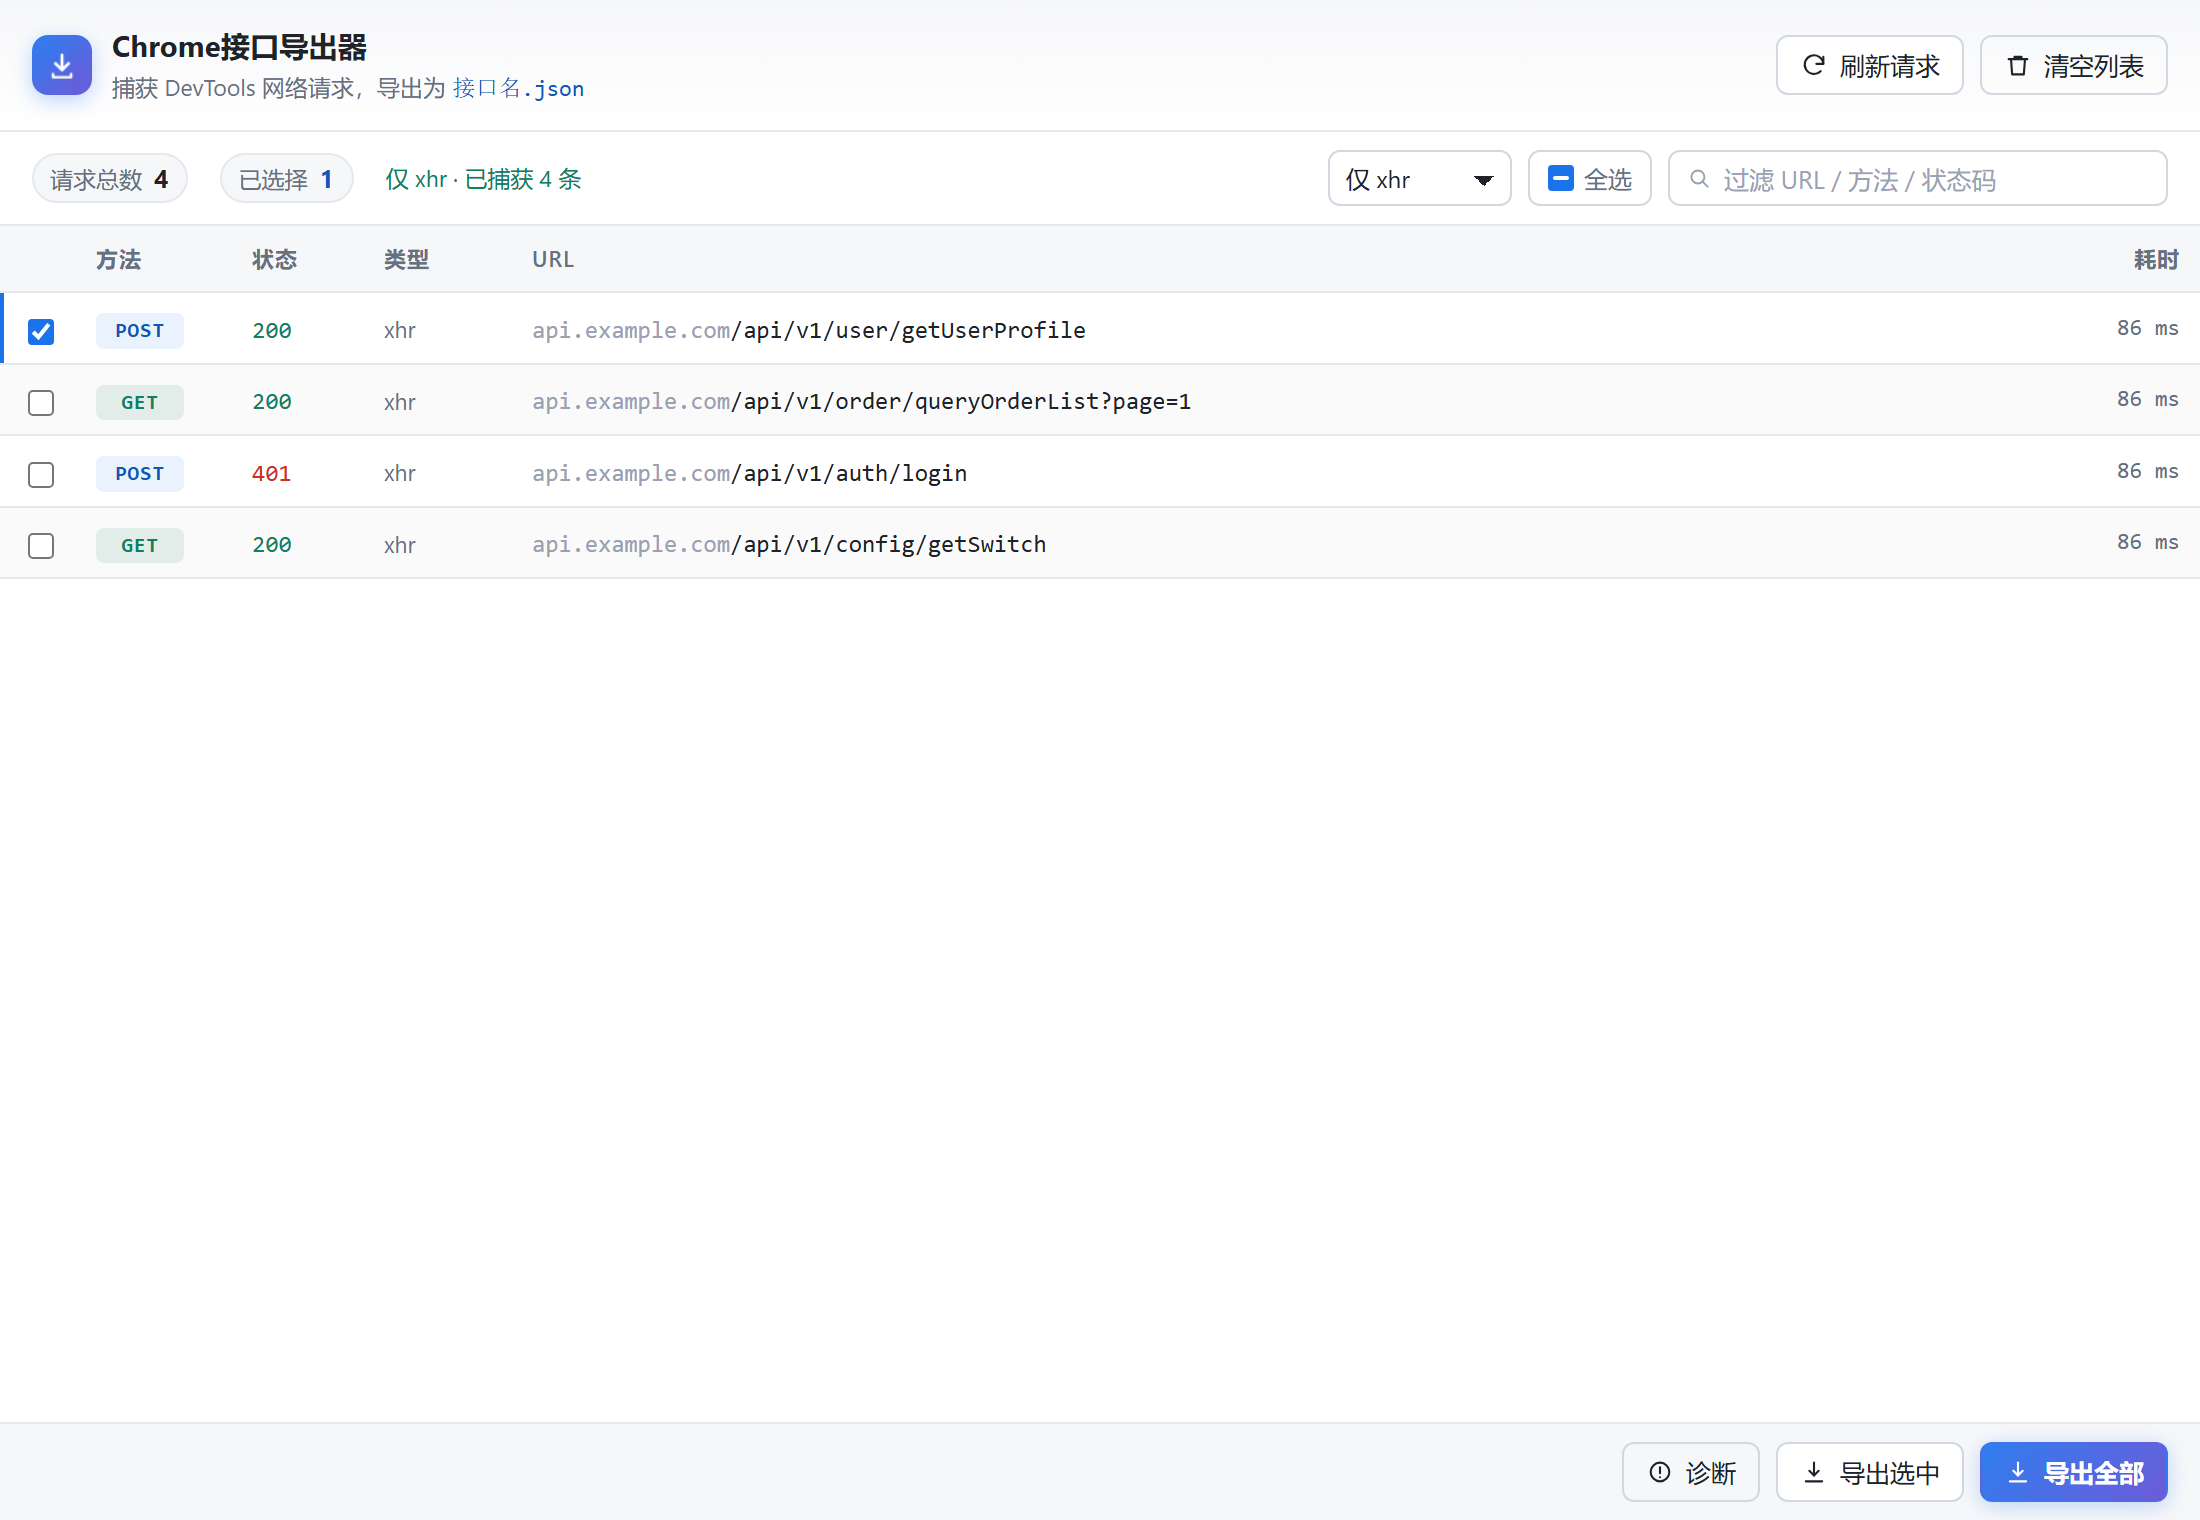 Chrome接口导出器
捕获 DevTools 网络请求，导出为 接口名.json
刷新请求 清空列表
请求总数 4 已选择 1 仅 xhr · 已捕获 4 条 仅 xhr 全选 过滤 URL / 方法 / 状态码
方法 状态 类型 URL 耗时
POST 200 xhr api.example.com/api/v1/user/getUserProfile 86 ms
GET 200 xhr api.example.com/api/v1/order/queryOrderList?page=1 86 ms
POST 401 xhr api.example.com/api/v1/auth/login 86 ms
GET 200 xhr api.example.com/api/v1/config/getSwitch 86 ms
诊断 导出选中 导出全部